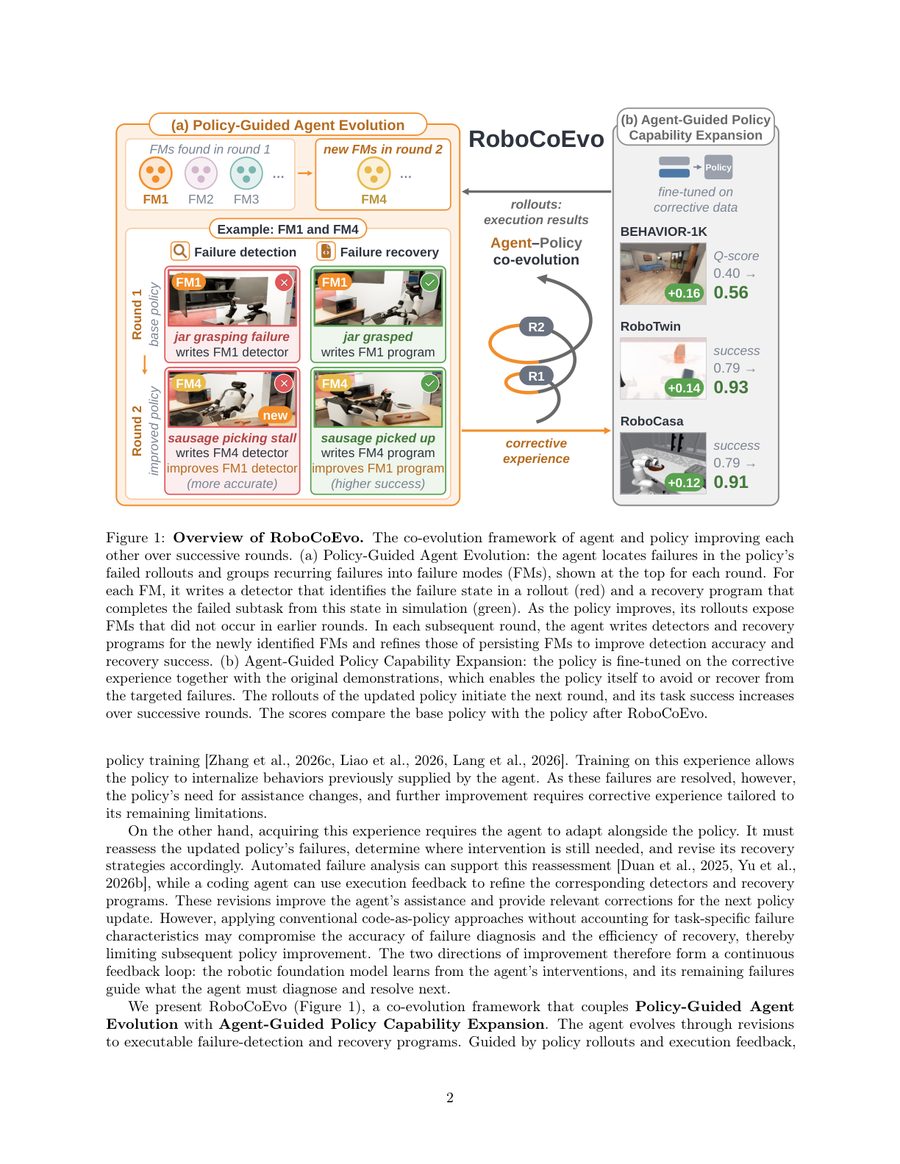 (a) Policy-Guided Agent Evolution
FMs found in round 1
FM1
FM2
FM3
...
new FMs in round 2
FM4
...
Example: FM1 and FM4
Failure detection
Failure recovery
Round 1
base policy
FM1
jar grasping failure
writes FM1 detector
FM1
jar grasped
writes FM1 program
Round 2
improved policy
FM4
new
sausage picking stall
writes FM4 detector
improves FM1 detector
(more accurate)
FM4
sausage picked up
writes FM4 program
improves FM1 program
(higher success)
RoboCoEvo
rollouts:
execution results
Agent–Policy
co-evolution
R2
R1
corrective
experience
(b) Agent-Guided Policy
Capability Expansion
Policy
fine-tuned on
corrective data
BEHAVIOR-1K
+0.16
Q-score
0.40 →
0.56
RoboTwin
+0.14
success
0.79 →
0.93
RoboCasa
+0.12
success
0.79 →
0.91
Figure 1: Overview of RoboCoEvo. The co-evolution framework of agent and policy improving each
other over successive rounds. (a) Policy-Guided Agent Evolution: the agent locates failures in the policy's
failed rollouts and groups recurring failures into failure modes (FMs), shown at the top for each round. For
each FM, it writes a detector that identifies the failure state in a rollout (red) and a recovery program that
completes the failed subtask from this state in simulation (green). As the policy improves, its rollouts expose
FMs that did not occur in earlier rounds. In each subsequent round, the agent writes detectors and recovery
programs for the newly identified FMs and refines those of persisting FMs to improve detection accuracy and
recovery success. (b) Agent-Guided Policy Capability Expansion: the policy is fine-tuned on the corrective
experience together with the original demonstrations, which enables the policy itself to avoid or recover from
the targeted failures. The rollouts of the updated policy initiate the next round, and its task success increases
over successive rounds. The scores compare the base policy with the policy after RoboCoEvo.
policy training [Zhang et al., 2026c, Liao et al., 2026, Lang et al., 2026]. Training on this experience allows
the policy to internalize behaviors previously supplied by the agent. As these failures are resolved, however,
the policy's need for assistance changes, and further improvement requires corrective experience tailored to
its remaining limitations.
On the other hand, acquiring this experience requires the agent to adapt alongside the policy. It must
reassess the updated policy's failures, determine where intervention is still needed, and revise its recovery
strategies accordingly. Automated failure analysis can support this reassessment [Duan et al., 2025, Yu et al.,
2026b], while a coding agent can use execution feedback to refine the corresponding detectors and recovery
programs. These revisions improve the agent's assistance and provide relevant corrections for the next policy
update. However, applying conventional code-as-policy approaches without accounting for task-specific failure
characteristics may compromise the accuracy of failure diagnosis and the efficiency of recovery, thereby
limiting subsequent policy improvement. The two directions of improvement therefore form a continuous
feedback loop: the robotic foundation model learns from the agent's interventions, and its remaining failures
guide what the agent must diagnose and resolve next.
We present RoboCoEvo (Figure 1), a co-evolution framework that couples Policy-Guided Agent
Evolution with Agent-Guided Policy Capability Expansion. The agent evolves through revisions
to executable failure-detection and recovery programs. Guided by policy rollouts and execution feedback,
2